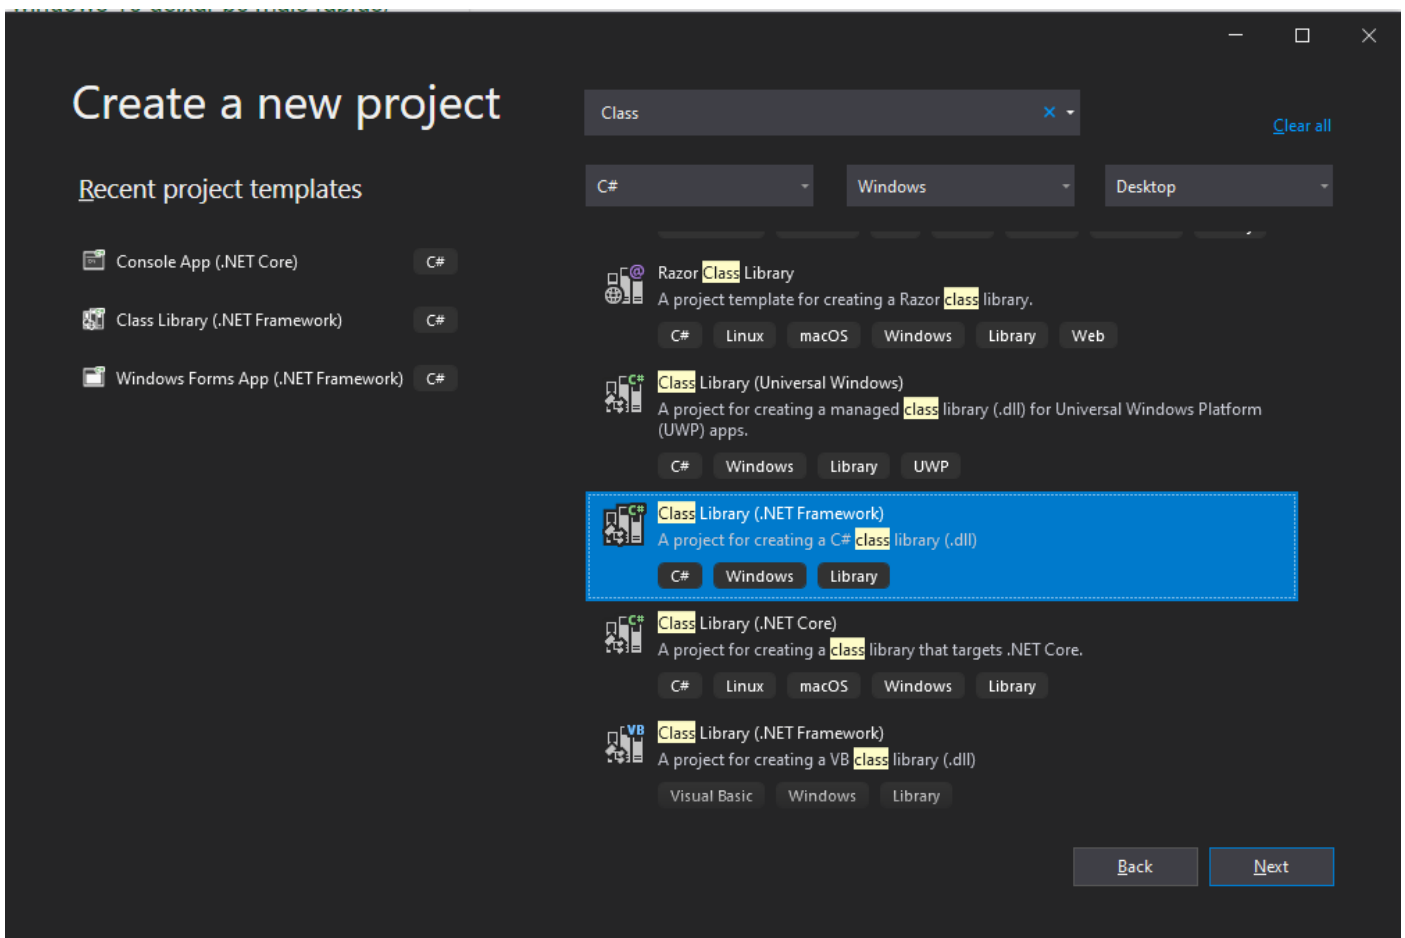 Create a new project
Recent project templates
Console App (.NET Core) C#
Class Library (.NET Framework) C#
Windows Forms App (.NET Framework) C#
Class
Clear all
C# Windows Desktop
Razor Class Library
A project template for creating a Razor class library.
C# Linux macOS Windows Library Web
Class Library (Universal Windows)
A project for creating a managed class library (.dll) for Universal Windows Platform
(UWP) apps.
C# Windows Library UWP
Class Library (.NET Framework)
A project for creating a C# class library (.dll)
C# Windows Library
Class Library (.NET Core)
A project for creating a class library that targets .NET Core.
C# Linux macOS Windows Library
Class Library (.NET Framework)
A project for creating a VB class library (.dll)
Visual Basic Windows Library
Back Next